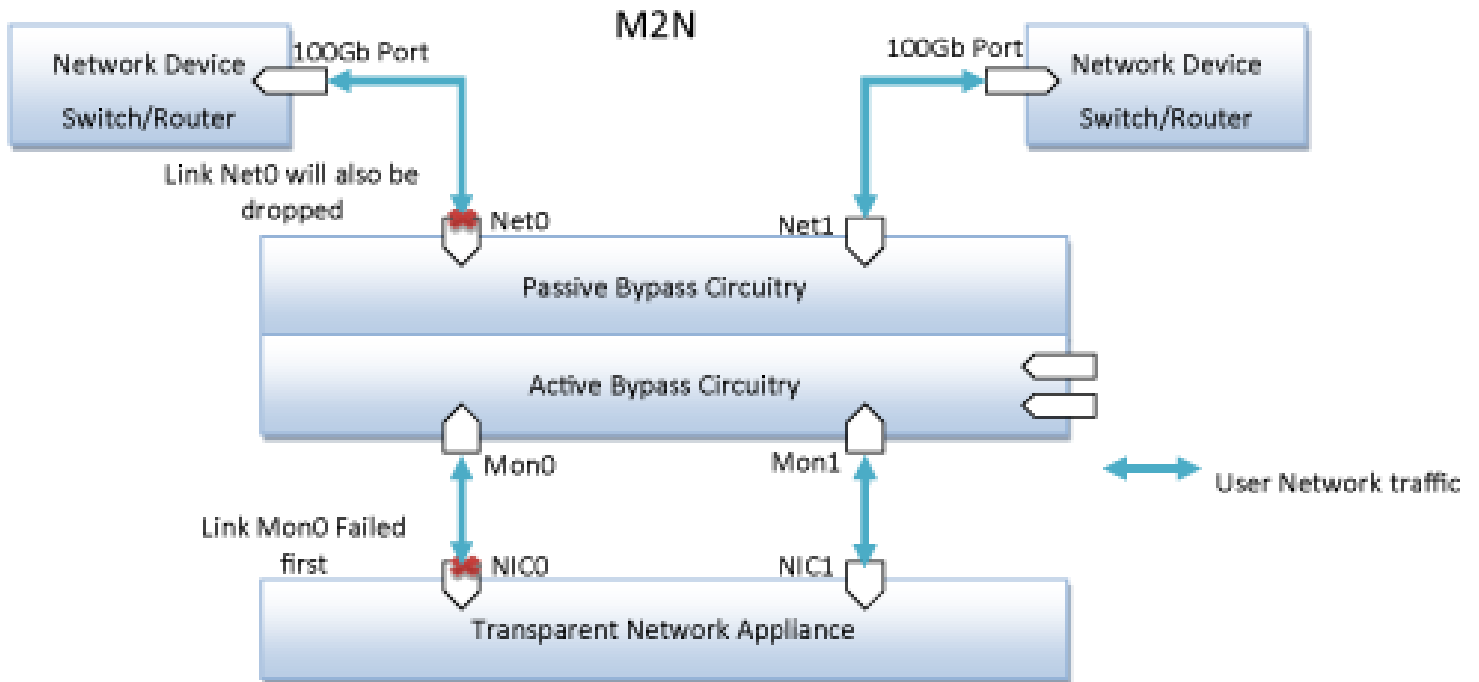 M2N
Network Device
Switch/Router
100Gb Port
100Gb Port
Network Device
Switch/Router
Link Net0 will also be
dropped
Net0
Net1
Passive Bypass Circuitry
Active Bypass Circuitry
Mon0
Mon1
User Network traffic
Link Mon0 Failed
first
NIC0
NIC1
Transparent Network Appliance